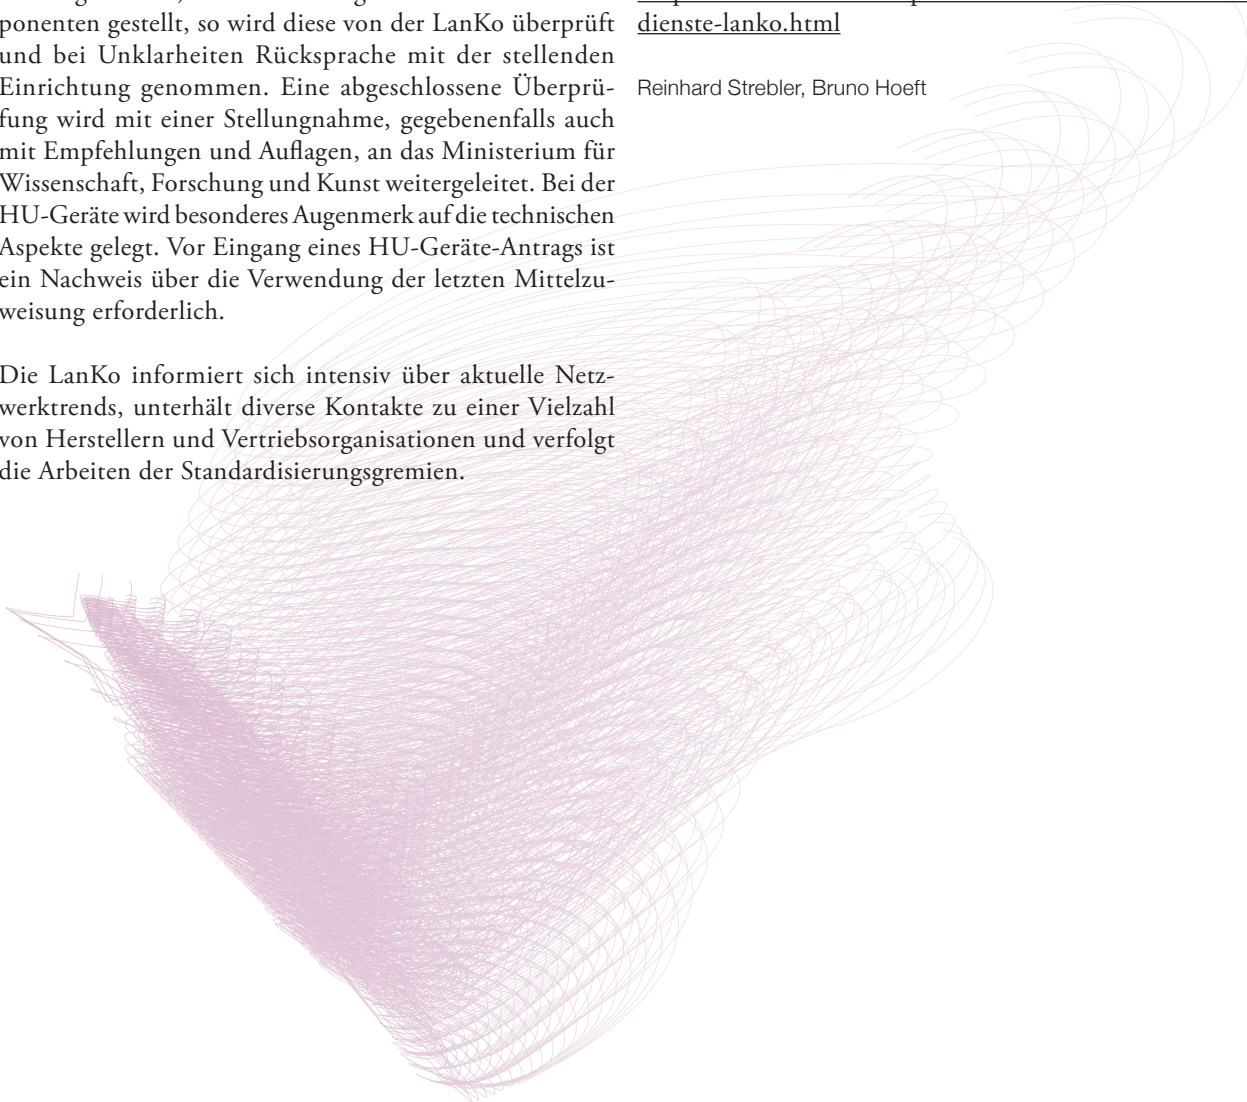 ponenten gestellt, so wird diese von der LanKo überprüft
und bei Unklarheiten Rücksprache mit der stellenden
Einrichtung genommen. Eine abgeschlossene Überprü-
fung wird mit einer Stellungnahme, gegebenenfalls auch
mit Empfehlungen und Auflagen, an das Ministerium für
Wissenschaft, Forschung und Kunst weitergeleitet. Bei der
HU-Geräte wird besonderes Augenmerk auf die technischen
Aspekte gelegt. Vor Eingang eines HU-Geräte-Antrags ist
ein Nachweis über die Verwendung der letzten Mittelzu-
weisung erforderlich.
Die LanKo informiert sich intensiv über aktuelle Netz-
werktrends, unterhält diverse Kontakte zu einer Vielzahl
von Herstellern und Vertriebsorganisationen und verfolgt
die Arbeiten der Standardisierungsgremien.
dienste-lanko.html
Reinhard Strebler, Bruno Hoeft